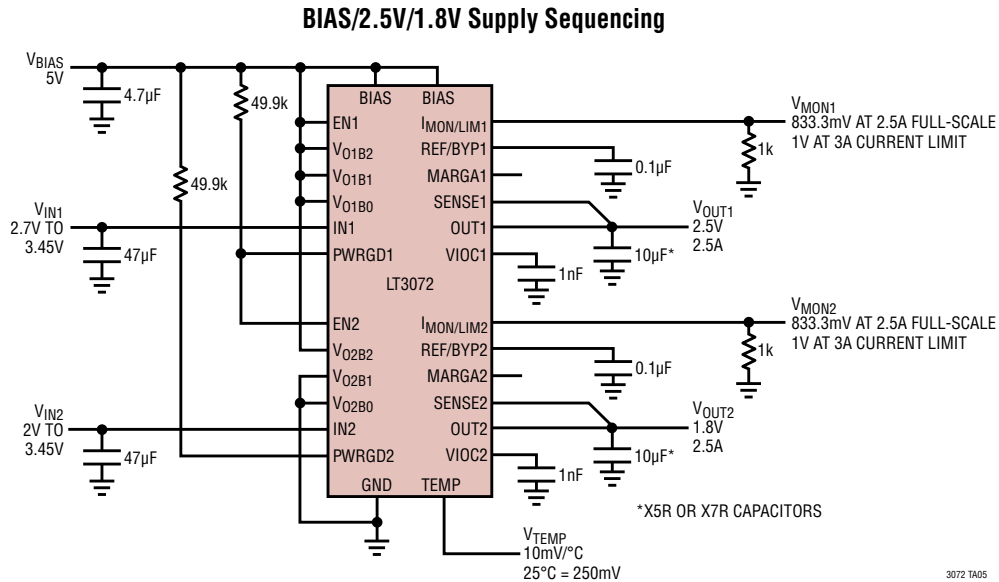 BIAS/2.5V/1.8V Supply Sequencing
VBIAS
5V
4.7µF
49.9k
49.9k
VIN1
2.7V TO
3.45V
47µF
VIN2
2V TO
3.45V
47µF
BIAS BIAS
EN1
VO1B2
VO1B1
VO1B0
IN1
PWRGD1
LT3072
EN2
VO2B2
VO2B1
VO2B0
IN2
PWRGD2
GND TEMP
IMON/LIM1
REF/BYP1
MARGA1
SENSE1
OUT1
VIOC1
IMON/LIM2
REF/BYP2
MARGA2
SENSE2
OUT2
VIOC2
VMON1
833.3mV AT 2.5A FULL-SCALE
1V AT 3A CURRENT LIMIT
1k
0.1µF
VOUT1
2.5V
2.5A
10µF*
1nF
VMON2
833.3mV AT 2.5A FULL-SCALE
1V AT 3A CURRENT LIMIT
1k
0.1µF
VOUT2
1.8V
2.5A
10µF*
1nF
*X5R OR X7R CAPACITORS
VTEMP
10mV/°C
25°C = 250mV
3072 TA05